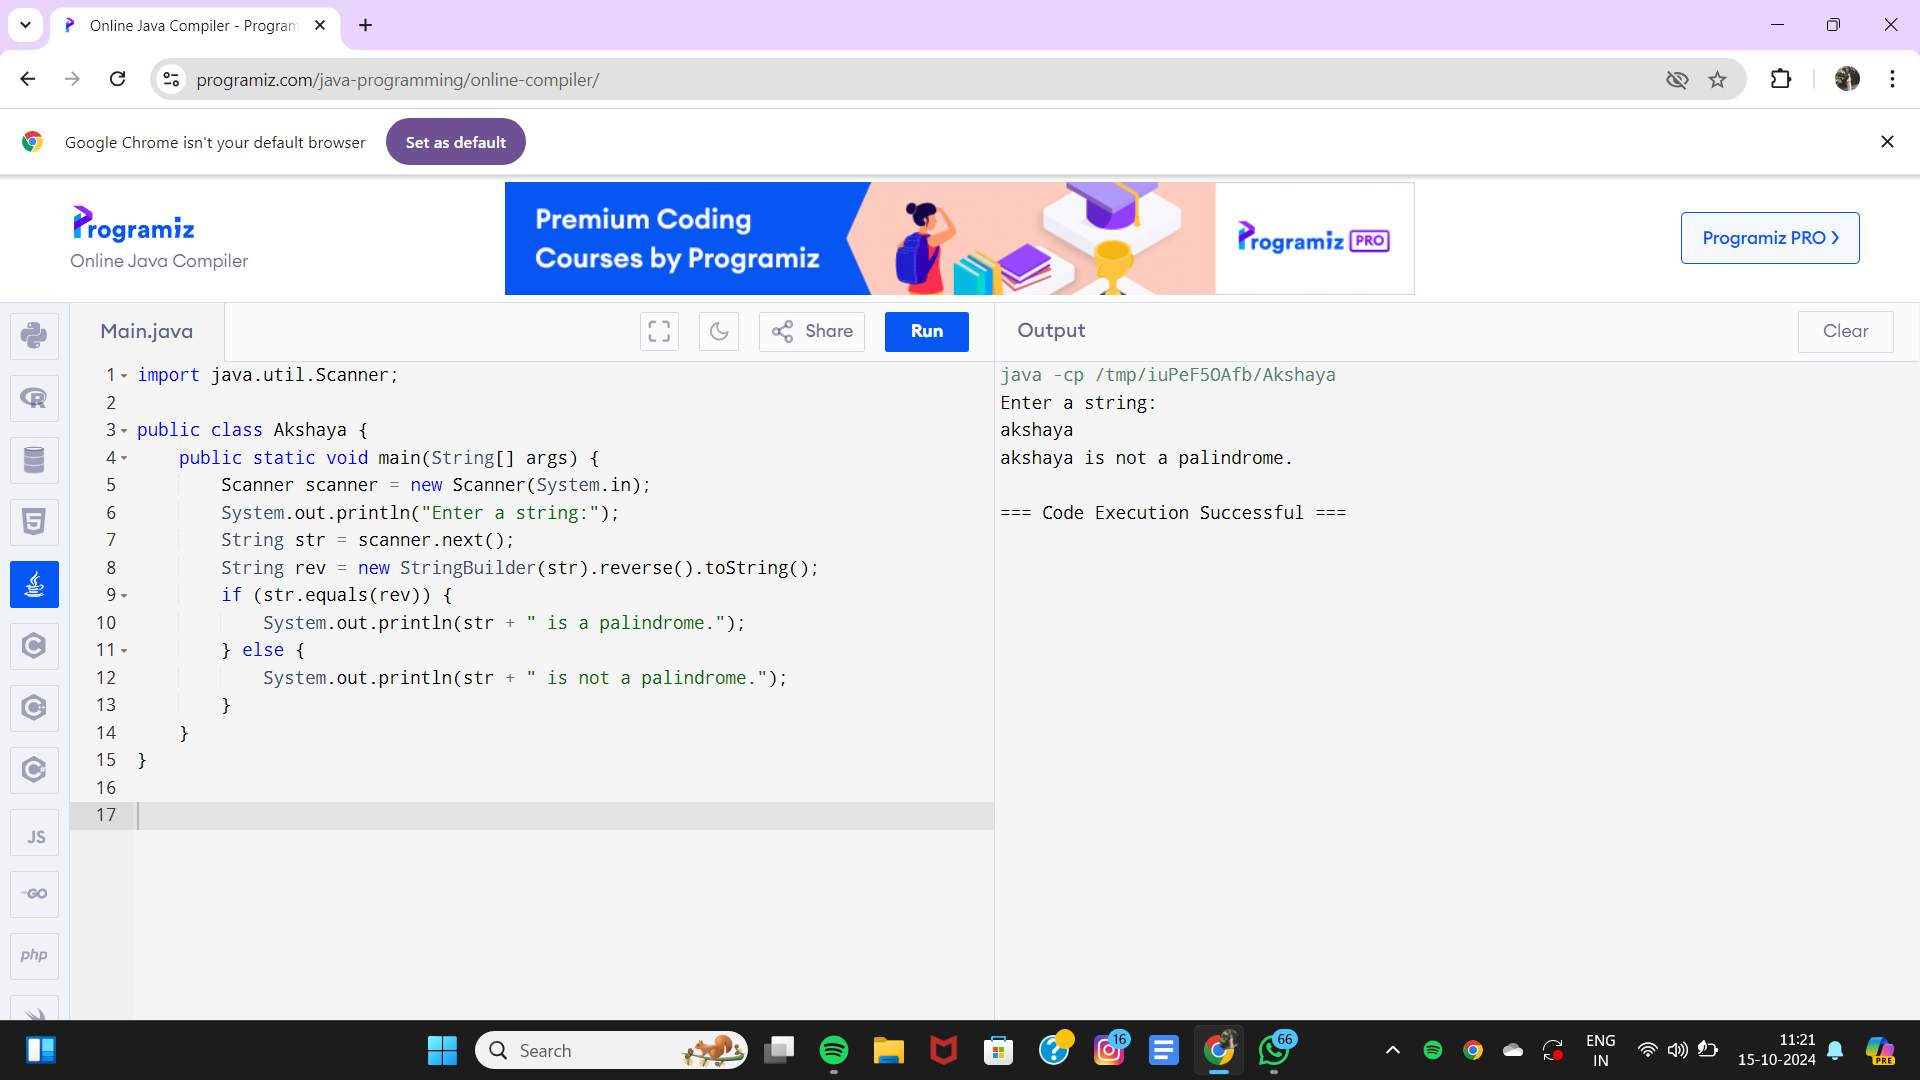 Online Java Compiler - Program
programiz.com/java-programming/online-compiler/
Google Chrome isn't your default browser
Set as default
Programiz
Online Java Compiler
Premium Coding
Courses by Programiz
Programiz PRO
Programiz PRO
Main.java
Share
Run
Output
Clear
1 import java.util.Scanner;
2
3 public class Akshaya {
4     public static void main(String[] args) {
5         Scanner scanner = new Scanner(System.in);
6         System.out.println("Enter a string:");
7         String str = scanner.next();
8         String rev = new StringBuilder(str).reverse().toString();
9         if (str.equals(rev)) {
10             System.out.println(str + " is a palindrome.");
11         } else {
12             System.out.println(str + " is not a palindrome.");
13         }
14     }
15 }
16
17
java -cp /tmp/iuPeF5OAfb/Akshaya
Enter a string:
akshaya
akshaya is not a palindrome.
=== Code Execution Successful ===
JS
GO
php
Search
16
66
ENG
IN
11:21
15-10-2024
PRE